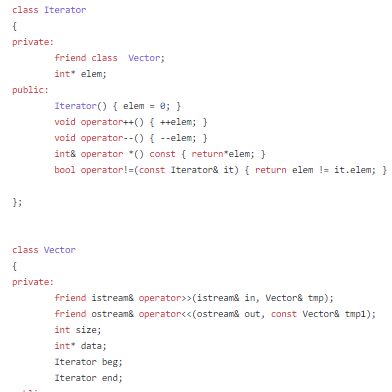 class Iterator
{
private:
friend class  Vector;
int* elem;
public:
Iterator() { elem = 0; }
void operator++() { ++elem; }
void operator--() { --elem; }
int& operator *() const { return*elem; }
bool operator!=(const Iterator& it) { return elem != it.elem; }
};
class Vector
{
private:
friend istream& operator>>(istream& in, Vector& tmp);
friend ostream& operator<<(ostream& out, const Vector& tmp1);
int size;
int* data;
Iterator beg;
Iterator end;